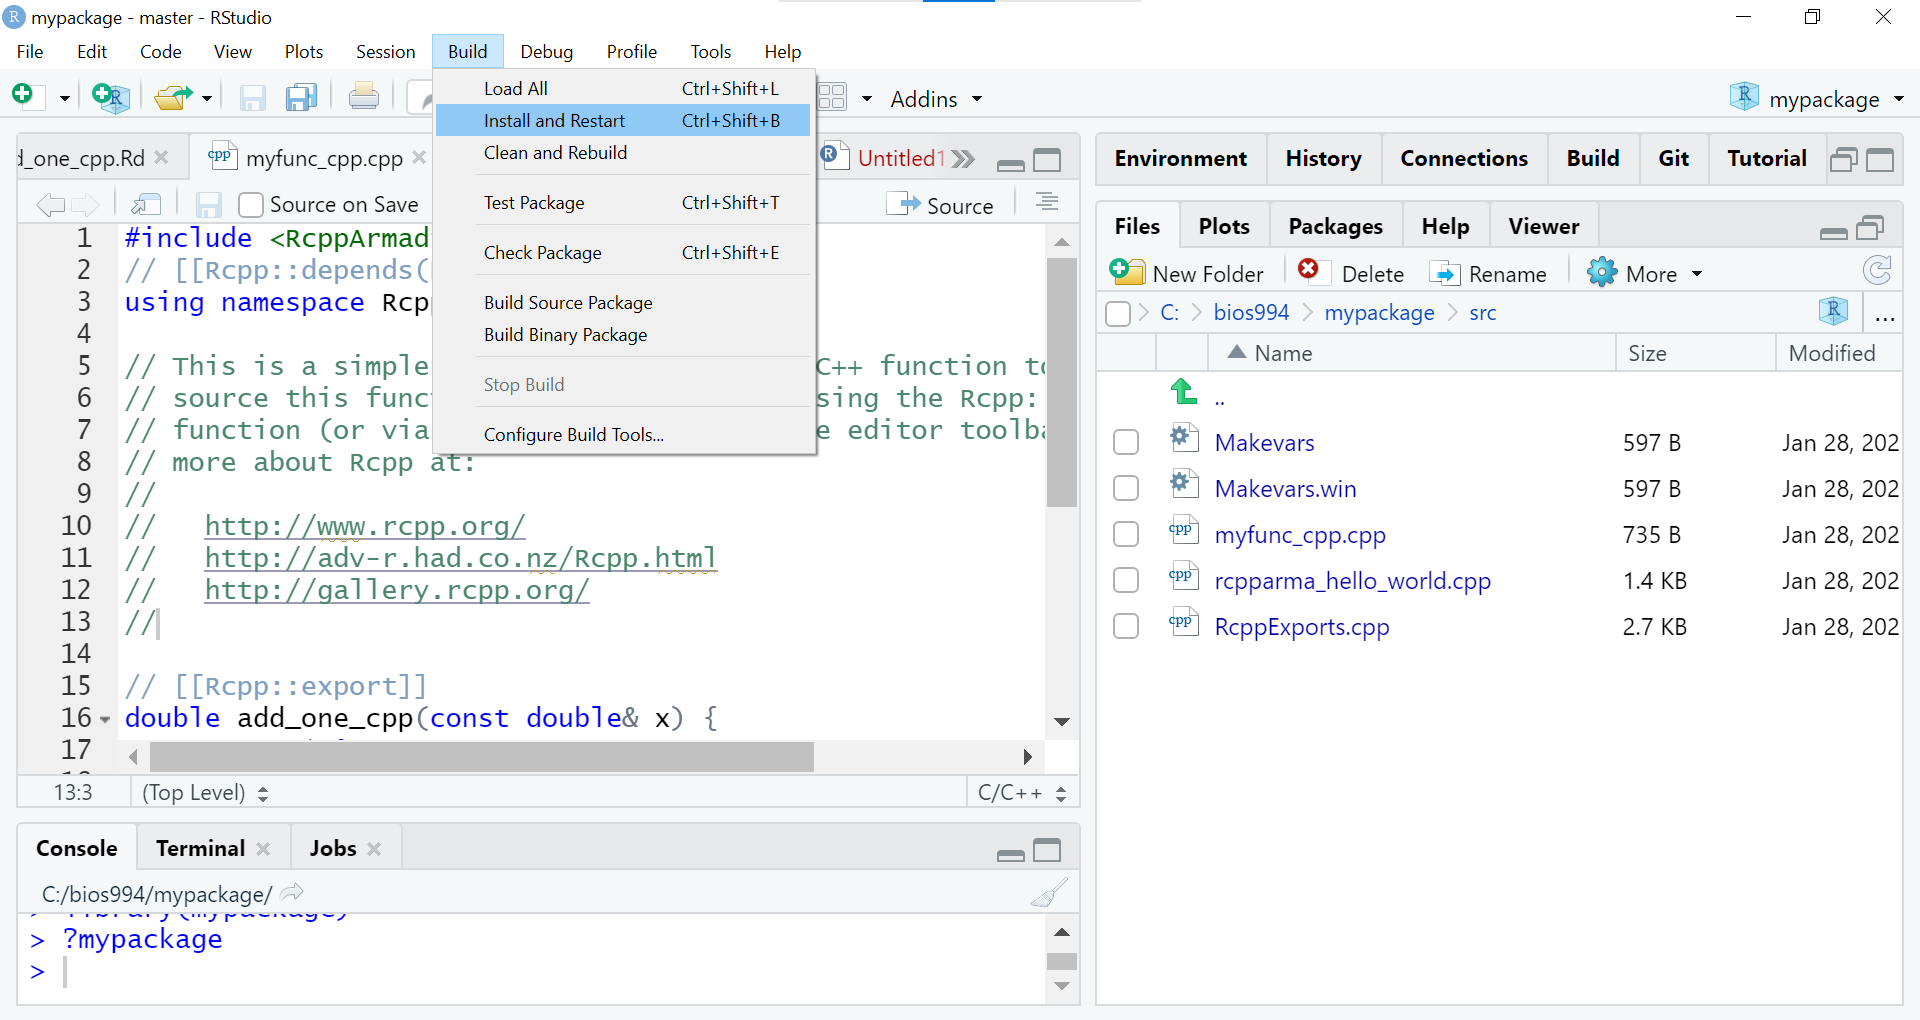 mypackage - master - RStudio
File Edit Code View Plots Session Build Debug Profile Tools Help
Addins mypackage
Load All Ctrl+Shift+L
Install and Restart Ctrl+Shift+B
Clean and Rebuild
Test Package Ctrl+Shift+T
Check Package Ctrl+Shift+E
Build Source Package
Build Binary Package
Stop Build
Configure Build Tools...
d_one_cpp.Rd myfunc_cpp.cpp Untitled1
Source on Save Source
1 #include <RcppArmad
2 // [[Rcpp::depends(
3 using namespace Rcp
4
5 // This is a simple C++ function to
6 // source this func sing the Rcpp:
7 // function (or via e editor toolba
8 // more about Rcpp at:
9 //
10 // http://www.rcpp.org/
11 // http://adv-r.had.co.nz/Rcpp.html
12 // http://gallery.rcpp.org/
13 //
14
15 // [[Rcpp::export]]
16 double add_one_cpp(const double& x) {
17
13:3 (Top Level) C/C++
Console Terminal Jobs
C:/bios994/mypackage/
> ?mypackage
>
Environment History Connections Build Git Tutorial
Files Plots Packages Help Viewer
New Folder Delete Rename More
C: bios994 mypackage src ...
Name Size Modified
..
Makevars 597 B Jan 28, 202
Makevars.win 597 B Jan 28, 202
cpp myfunc_cpp.cpp 735 B Jan 28, 202
cpp rcpparma_hello_world.cpp 1.4 KB Jan 28, 202
cpp RcppExports.cpp 2.7 KB Jan 28, 202